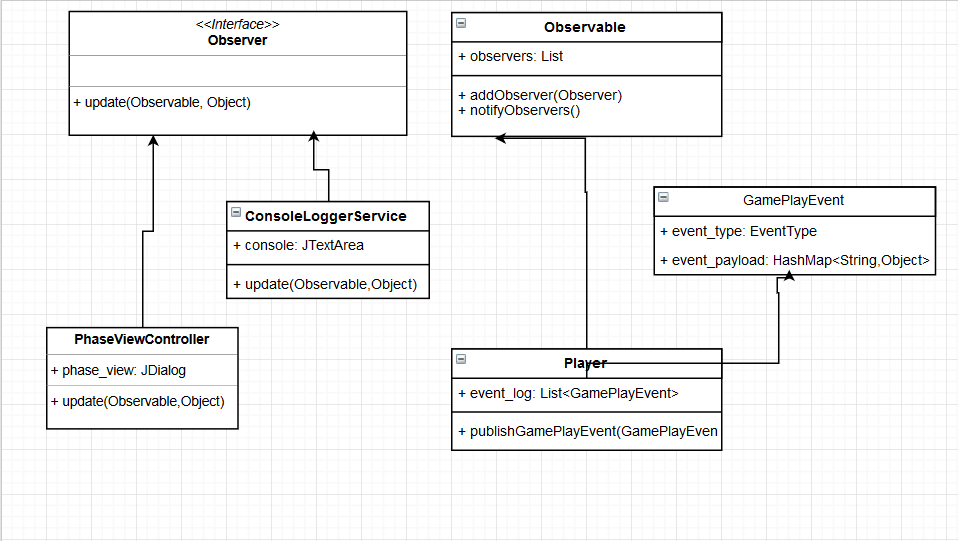 <<Interface>>
Observer
+ update(Observable, Object)
Observable
+ observers: List
+ addObserver(Observer)
+ notifyObservers()
ConsoleLoggerService
+ console: JTextArea
+ update(Observable,Object)
GamePlayEvent
+ event_type: EventType
+ event_payload: HashMap<String,Object>
PhaseViewController
+ phase_view: JDialog
+ update(Observable,Object)
Player
+ event_log: List<GamePlayEvent>
+ publishGamePlayEvent(GamePlayEven